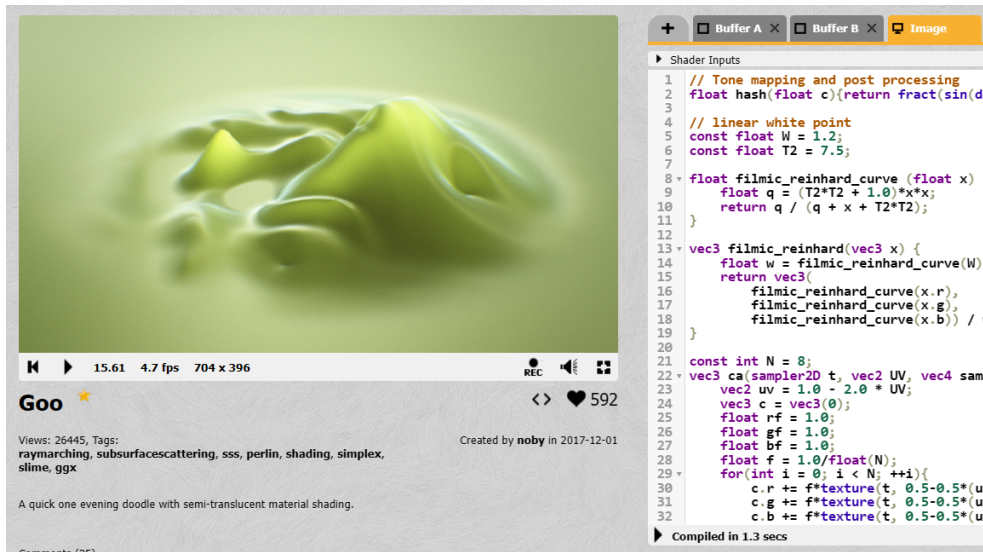 15.61 4.7 fps 704 x 396
REC
Goo
592
Views: 26445, Tags:
raymarching, subsurfacescattering, sss, perlin, shading, simplex,
slime, ggx
Created by noby in 2017-12-01
A quick one evening doodle with semi-translucent material shading.
Comments (25)
+ Buffer A × Buffer B × Image
Shader Inputs
1 // Tone mapping and post processing
2 float hash(float c){return fract(sin(d
3
4 // linear white point
5 const float W = 1.2;
6 const float T2 = 7.5;
7
8 float filmic_reinhard_curve (float x)
9 float q = (T2*T2 + 1.0)*x*x;
10 return q / (q + x + T2*T2);
11 }
12
13 vec3 filmic_reinhard(vec3 x) {
14 float w = filmic_reinhard_curve(W)
15 return vec3(
16 filmic_reinhard_curve(x.r),
17 filmic_reinhard_curve(x.g),
18 filmic_reinhard_curve(x.b)) /
19 }
20
21 const int N = 8;
22 vec3 ca(sampler2D t, vec2 UV, vec4 sam
23 vec2 uv = 1.0 - 2.0 * UV;
24 vec3 c = vec3(0);
25 float rf = 1.0;
26 float gf = 1.0;
27 float bf = 1.0;
28 float f = 1.0/float(N);
29 for(int i = 0; i < N; ++i){
30 c.r += f*texture(t, 0.5-0.5*(u
31 c.g += f*texture(t, 0.5-0.5*(u
32 c.b += f*texture(t, 0.5-0.5*(u
Compiled in 1.3 secs